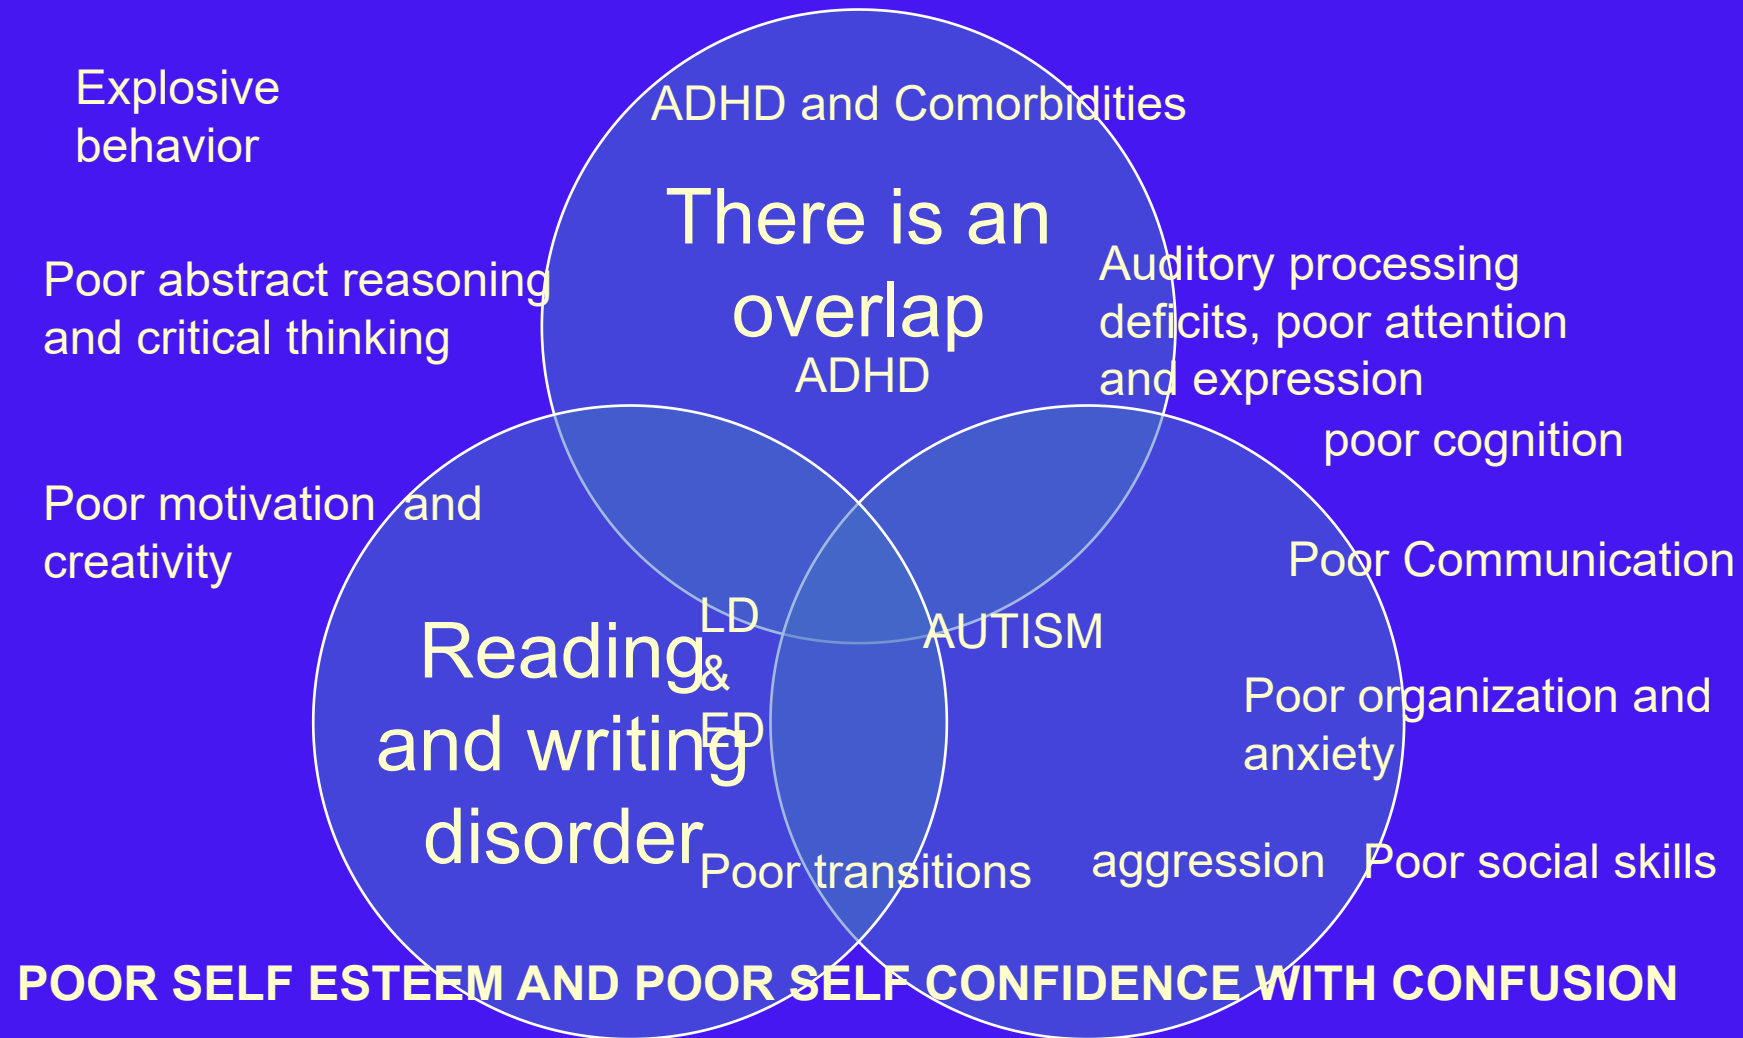 ADHD and Comorbidities
Explosive
behavior
There is an
overlap
ADHD
Poor abstract reasoning
and critical thinking
Auditory processing
deficits, poor attention
and expression
poor cognition
Poor motivation  and
creativity
Poor Communication
LD
&
ED
AUTISM
Reading
and writing
disorder
Poor organization and
anxiety
Poor transitions
aggression
Poor social skills
POOR SELF ESTEEM AND POOR SELF CONFIDENCE WITH CONFUSION